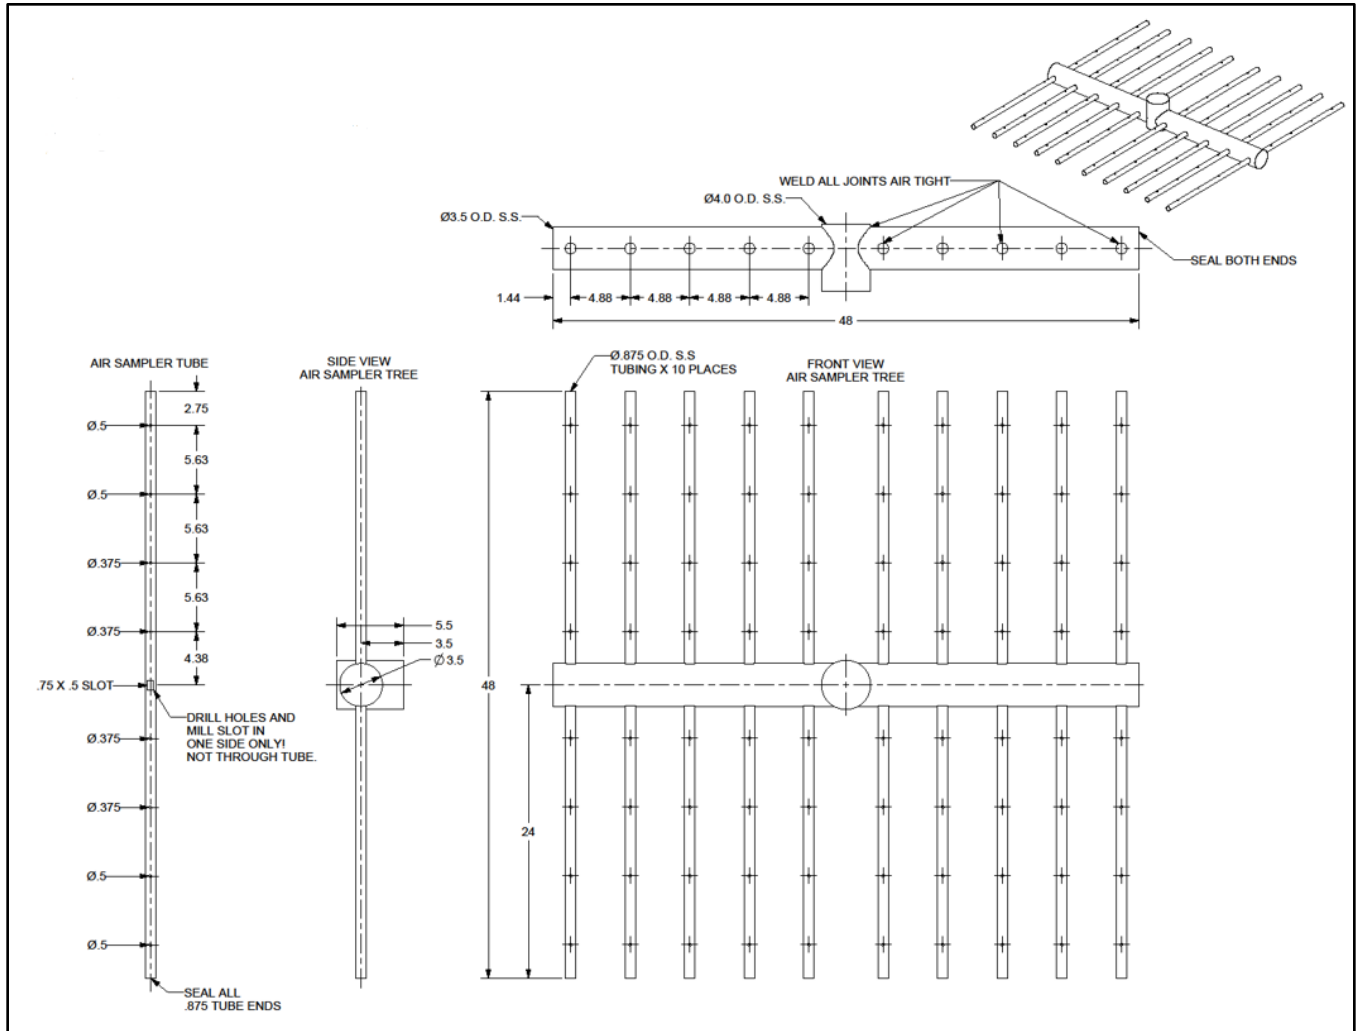 WELD ALL JOINTS AIR TIGHT
Ø4.0 O.D. S.S.
Ø3.5 O.D. S.S.
SEAL BOTH ENDS
1.44
4.88
4.88
4.88
4.88
48
AIR SAMPLER TUBE
2.75
Ø.5
5.63
Ø.5
5.63
Ø.375
5.63
Ø.375
4.38
.75 X .5 SLOT
DRILL HOLES AND
MILL SLOT IN
ONE SIDE ONLY!
NOT THROUGH TUBE.
Ø.375
Ø.375
Ø.5
Ø.5
SEAL ALL
.875 TUBE ENDS
SIDE VIEW
AIR SAMPLER TREE
5.5
3.5
Ø3.5
Ø.875 O.D. S.S
TUBING X 10 PLACES
FRONT VIEW
AIR SAMPLER TREE
48
24